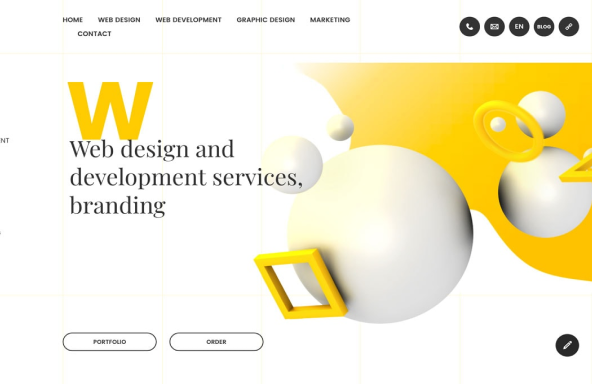 HOME WEB DESIGN WEB DEVELOPMENT GRAPHIC DESIGN MARKETING
CONTACT
EN
BLOG
W
NT
Web design and
development services,
branding
PORTFOLIO
ORDER